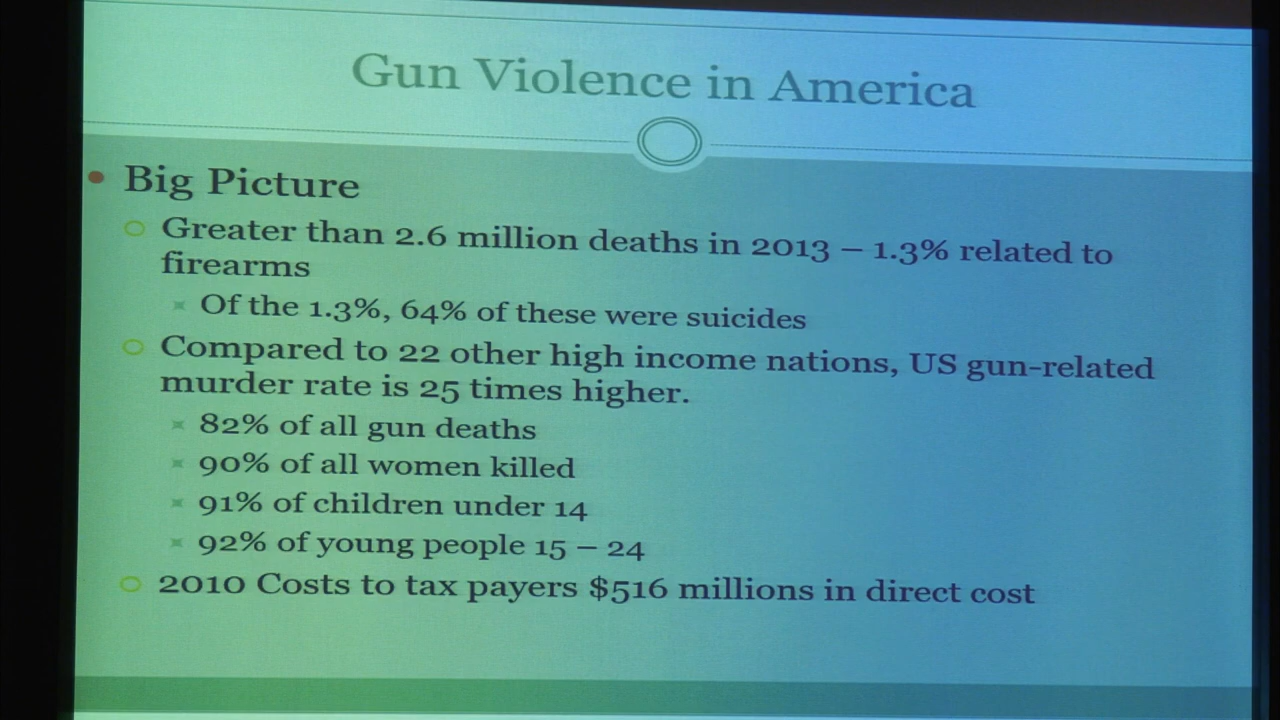 Gun Violence in America
Big Picture
Greater than 2.6 million deaths in 2013 – 1.3% related to
firearms
Of the 1.3%, 64% of these were suicides
Compared to 22 other high income nations, US gun-related
murder rate is 25 times higher.
82% of all gun deaths
90% of all women killed
91% of children under 14
92% of young people 15 – 24
2010 Costs to tax payers $516 millions in direct cost